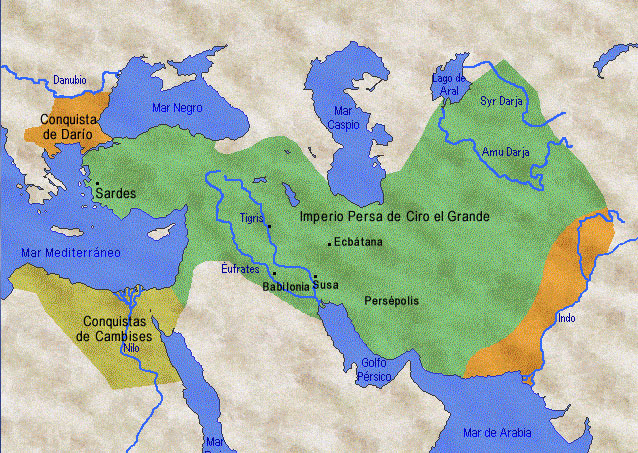 Danubio
Mar Negro
Conquista
de Darío
Mar
Caspio
Lago de
Aral
Syr Darja
Amu Darja
Sardes
Tigris
Imperio Persa de Ciro el Grande
Ecbátana
Mar Mediterráneo
Éufrates
Babilonia
Susa
Persépolis
Conquistas
de Cambises
Nilo
Indo
Golfo
Pérsico
Mar de Arabia
Mar